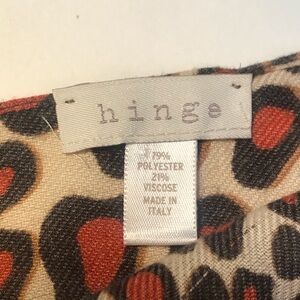 hinge
79%
POLYESTER
21%
VISCOSE
MADE IN
ITALY